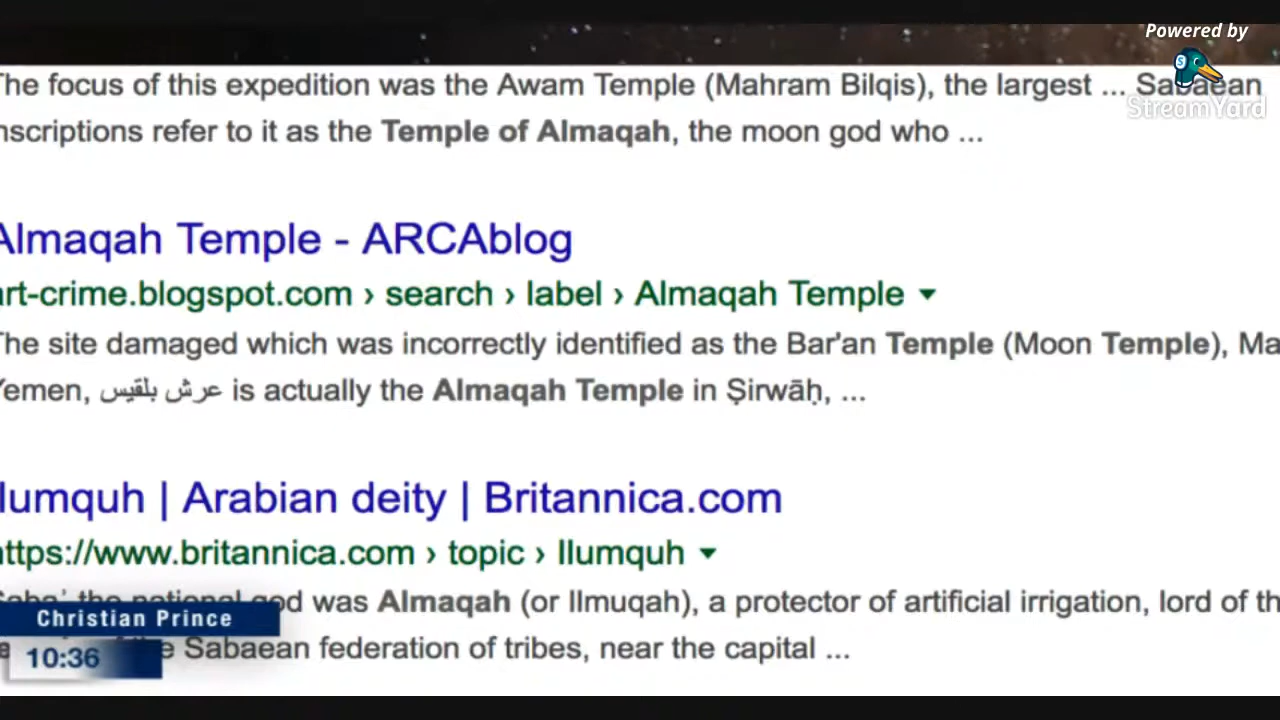 Powered by
StreamYard
The focus of this expedition was the Awam Temple (Mahram Bilqis), the largest ... Sabaean
nscriptions refer to it as the Temple of Almaqah, the moon god who ...
Almaqah Temple - ARCAblog
rt-crime.blogspot.com › search › label › Almaqah Temple
The site damaged which was incorrectly identified as the Bar'an Temple (Moon Temple), Ma
Yemen, عرش بلقيس is actually the Almaqah Temple in Ṣirwāḥ, ...
lumquh | Arabian deity | Britannica.com
ttps://www.britannica.com › topic › Ilumquh
the national god was Almaqah (or Ilmuqah), a protector of artificial irrigation, lord of th
Sabaean federation of tribes, near the capital ...
Christian Prince
10:36